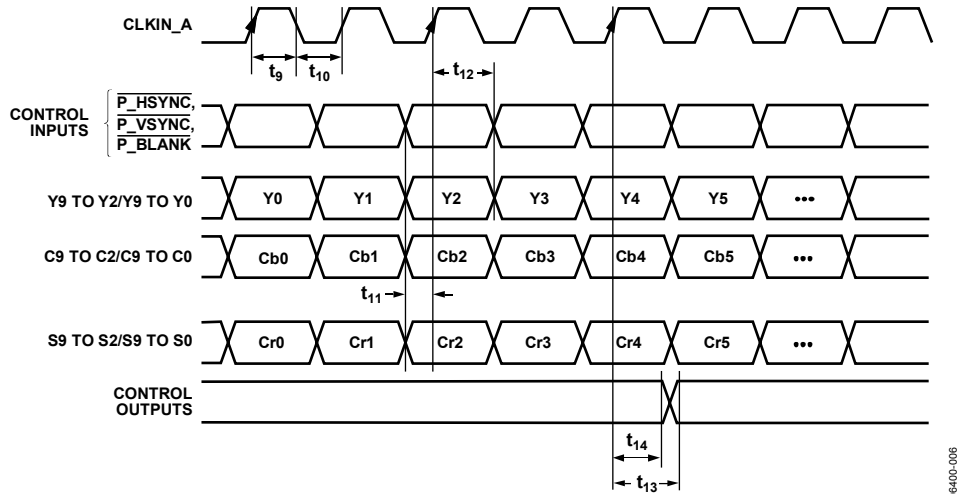 CLKIN_A
t9
t10
t12
CONTROL INPUTS
P_HSYNC,
P_VSYNC,
P_BLANK
Y9 TO Y2/Y9 TO Y0
Y0 Y1 Y2 Y3 Y4 Y5 •••
C9 TO C2/C9 TO C0
Cb0 Cb1 Cb2 Cb3 Cb4 Cb5 •••
t11
S9 TO S2/S9 TO S0
Cr0 Cr1 Cr2 Cr3 Cr4 Cr5 •••
CONTROL
OUTPUTS
t14
t13
6400-006